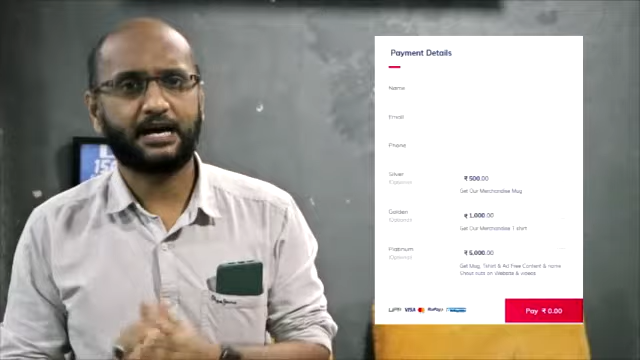 Payment Details
Name
Email
Phone
Silver
(Optional)
₹ 500.00
Get Our Merchandise Mug
Golden
(Optional)
₹ 1,000.00
Get Our Merchandise T shirt
Platinum
(Optional)
₹ 5,000.00
Get Mug, Tshirt & Ad Free Content & name
Shout outs on Website & videos
UPI VISA RuPay
Pay ₹ 0.00